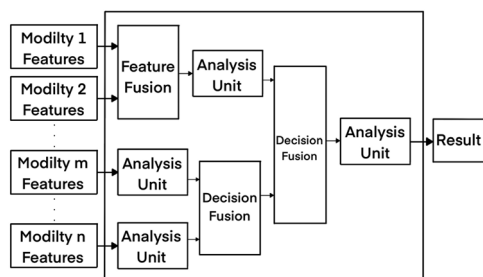 Modilty 1
Features
Modilty 2
Features
Feature
Fusion
Analysis
Unit
Modilty m
Features
Analysis
Unit
Modilty n
Features
Analysis
Unit
Decision
Fusion
Decision
Fusion
Analysis
Unit
Result